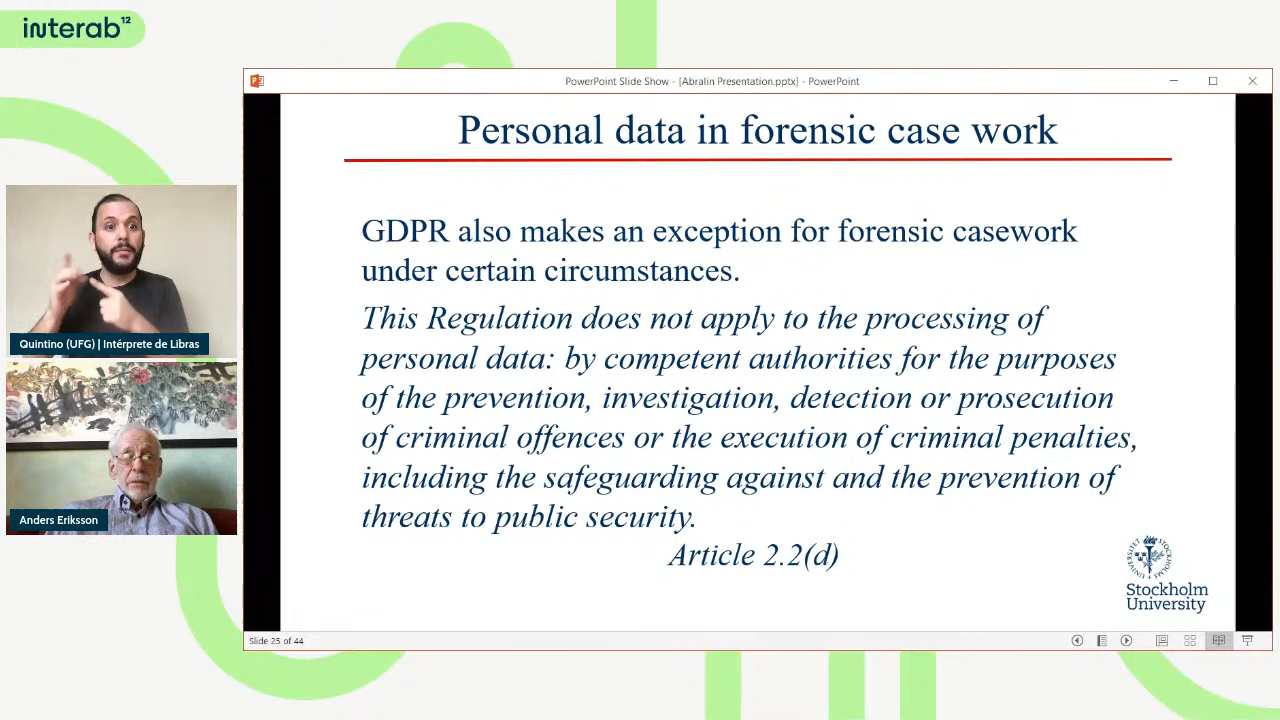 interab¹²
PowerPoint Slide Show - [Abralin Presentation.pptx] - PowerPoint
Personal data in forensic case work
GDPR also makes an exception for forensic casework
under certain circumstances.
This Regulation does not apply to the processing of
personal data: by competent authorities for the purposes
of the prevention, investigation, detection or prosecution
of criminal offences or the execution of criminal penalties,
including the safeguarding against and the prevention of
threats to public security.
Article 2.2(d)
Quintino (UFG) | Intérprete de Libras
Anders Eriksson
Stockholm
University
Slide 25 of 44